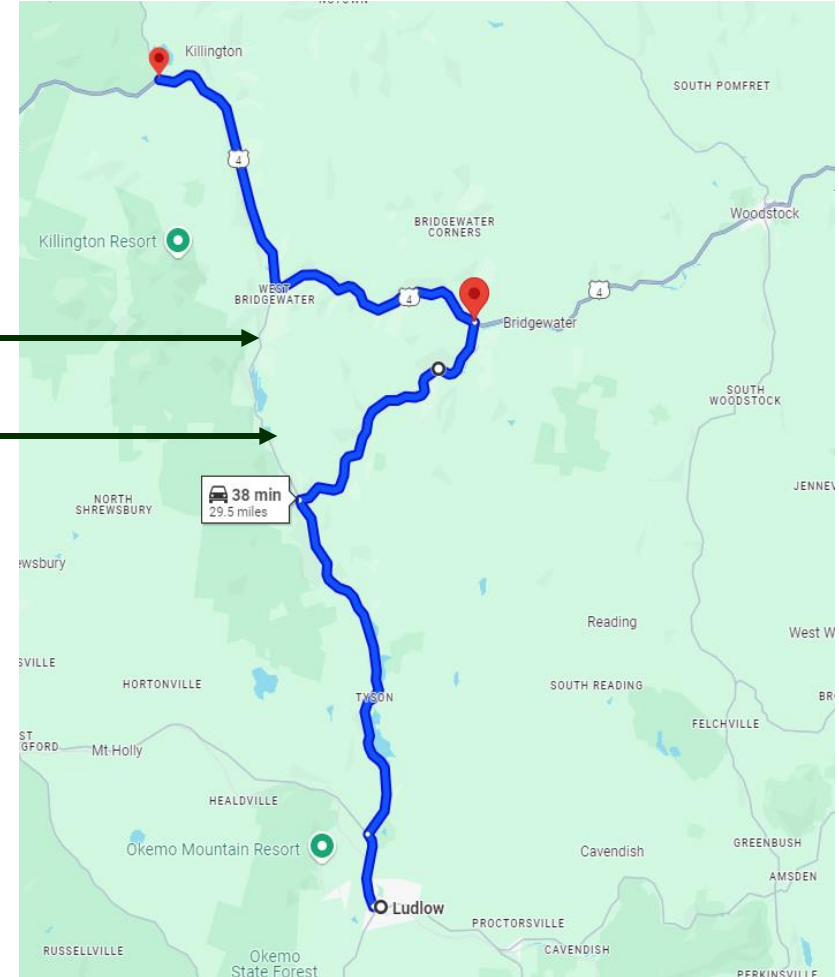 Killington
SOUTH POMFRET
4
Woodstock
BRIDGEWATER
CORNERS
Killington Resort
WEST
BRIDGEWATER
4
4
Bridgewater
SOUTH
WOODSTOCK
38 min
29.5 miles
NORTH
SHREWSBURY
Reading
West W
HORTONVILLE
TYSON
SOUTH READING
FELCHVILLE
Mt Holly
HEALDVILLE
Okemo Mountain Resort
Cavendish
GREENBUSH
AMSDEN
Ludlow
PROCTORSVILLE
CAVENDISH
RUSSELLVILLE
Okemo
State Forest